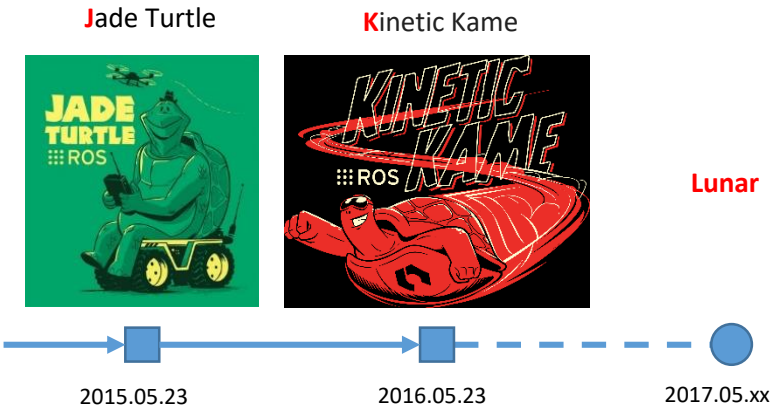 Jade Turtle
Kinetic Kame
JADE
TURTLE
ROS
KINETIC
KAME
ROS
Lunar
2015.05.23
2016.05.23
2017.05.xx